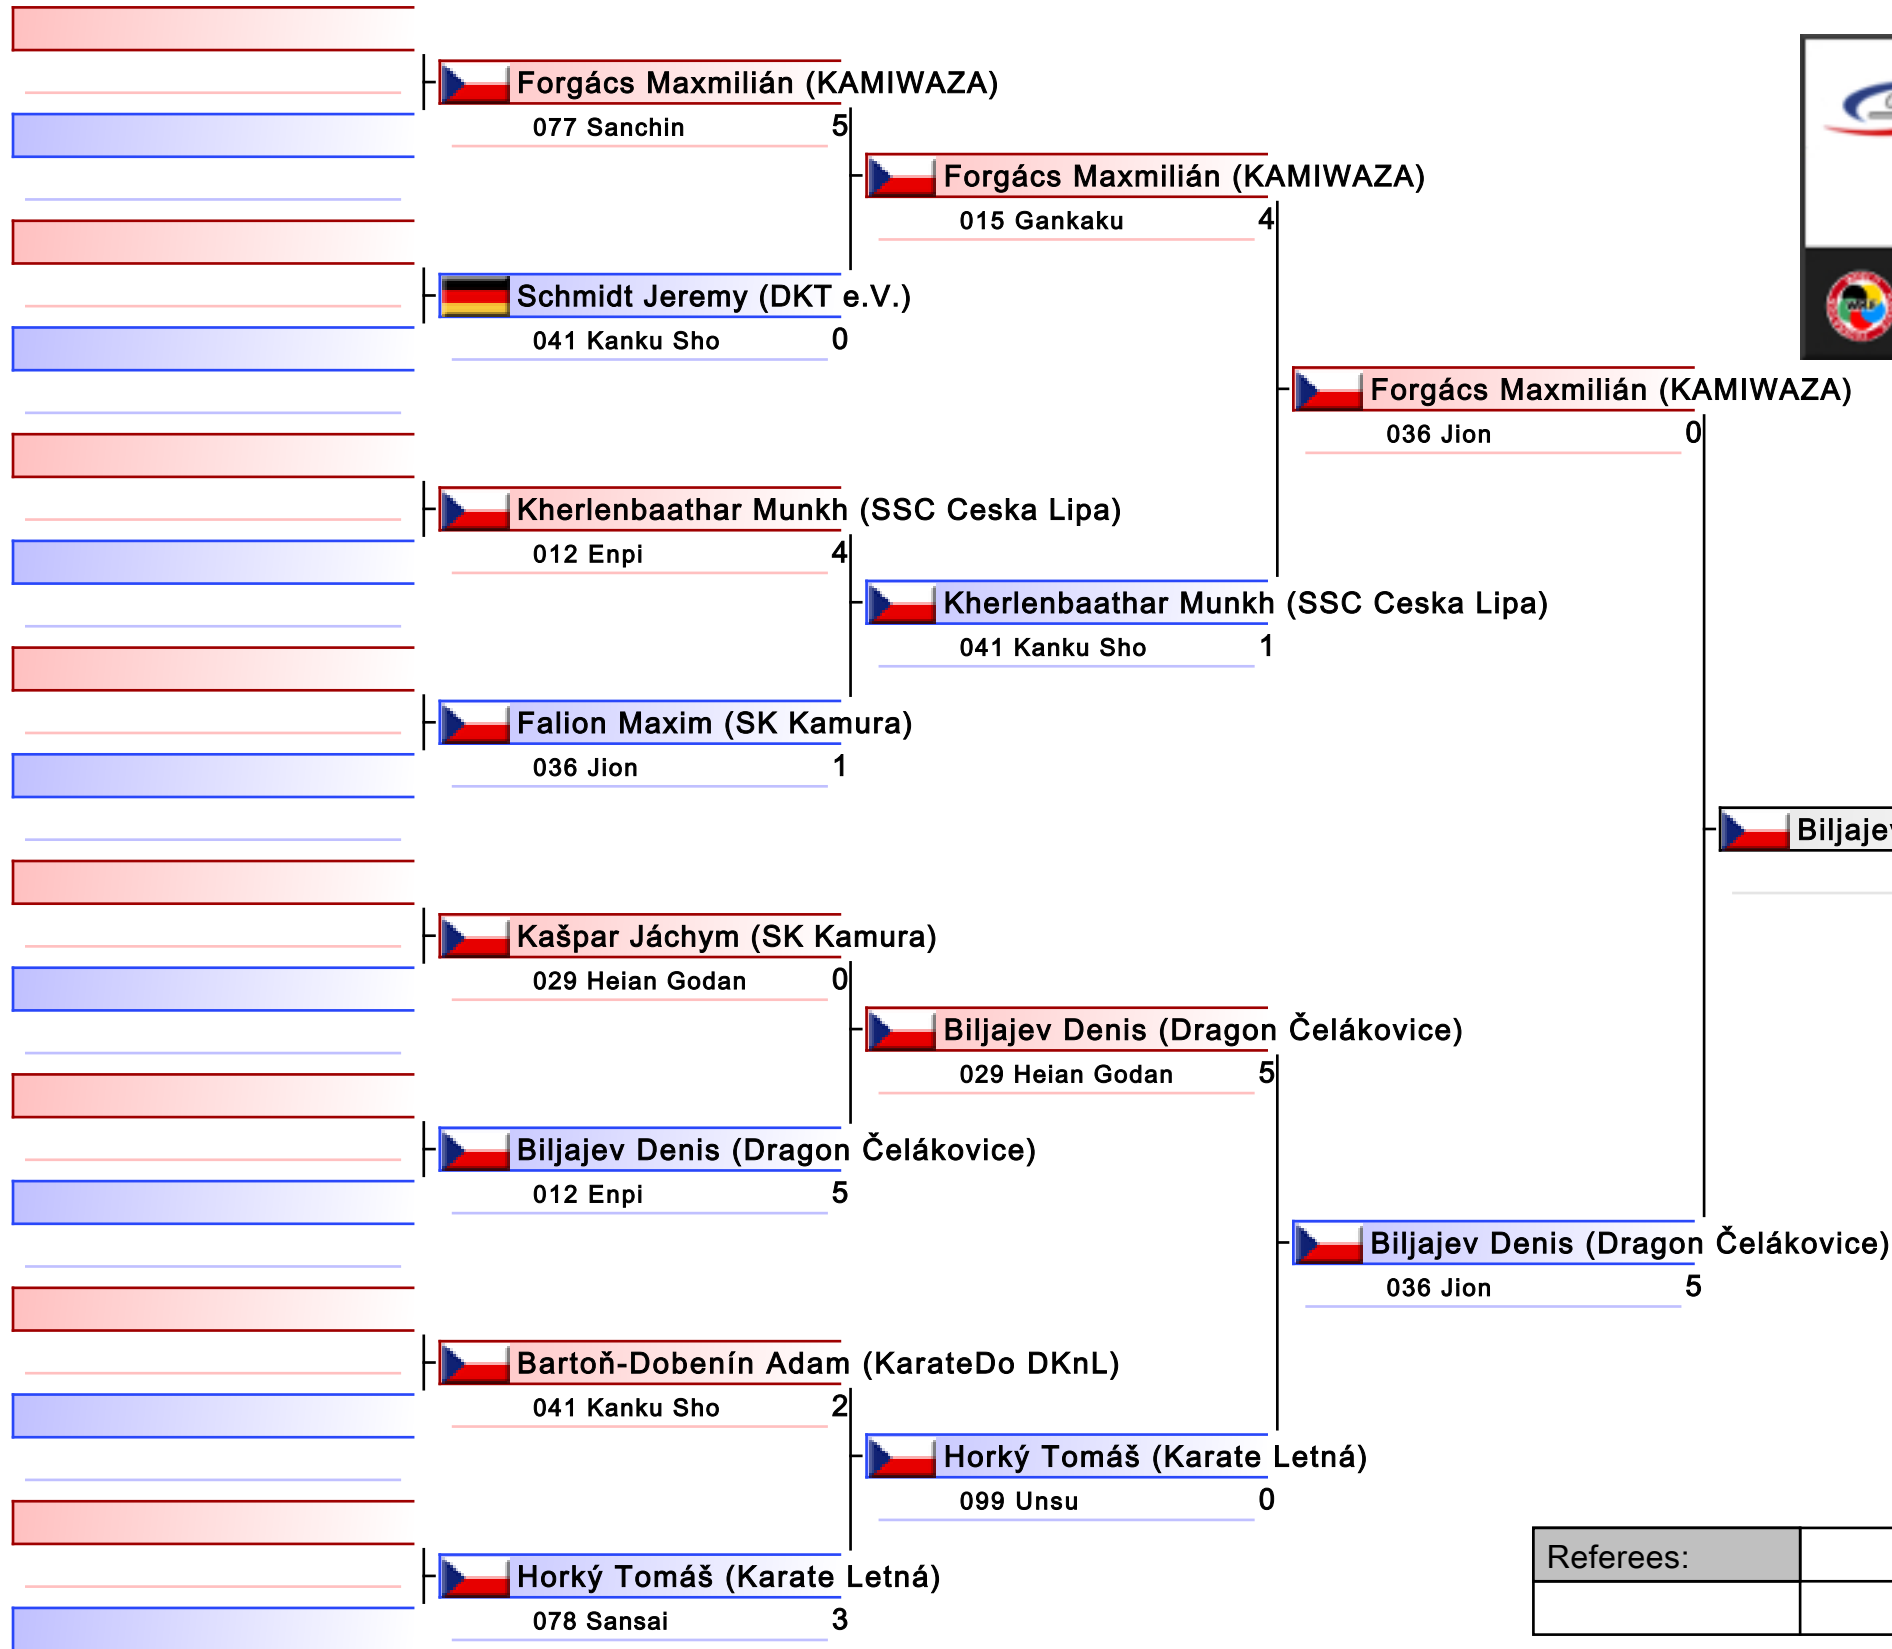 Forgács Maxmilián (KAMIWAZA)
077 Sanchin 5
Schmidt Jeremy (DKT e.V.)
041 Kanku Sho 0
Kherlenbaathar Munkh (SSC Ceska Lipa)
012 Enpi 4
Falion Maxim (SK Kamura)
036 Jion 1
Kašpar Jáchym (SK Kamura)
029 Heian Godan 0
Biljajev Denis (Dragon Čelákovice)
012 Enpi 5
Bartoň-Dobenín Adam (KarateDo DKnL)
041 Kanku Sho 2
Horký Tomáš (Karate Letná)
078 Sansai 3
Forgács Maxmilián (KAMIWAZA)
015 Gankaku 4
Kherlenbaathar Munkh (SSC Ceska Lipa)
041 Kanku Sho 1
Biljajev Denis (Dragon Čelákovice)
029 Heian Godan 5
Horký Tomáš (Karate Letná)
099 Unsu 0
Forgács Maxmilián (KAMIWAZA)
036 Jion 0
Biljajev Denis (Dragon Čelákovice)
036 Jion 5
Referees: